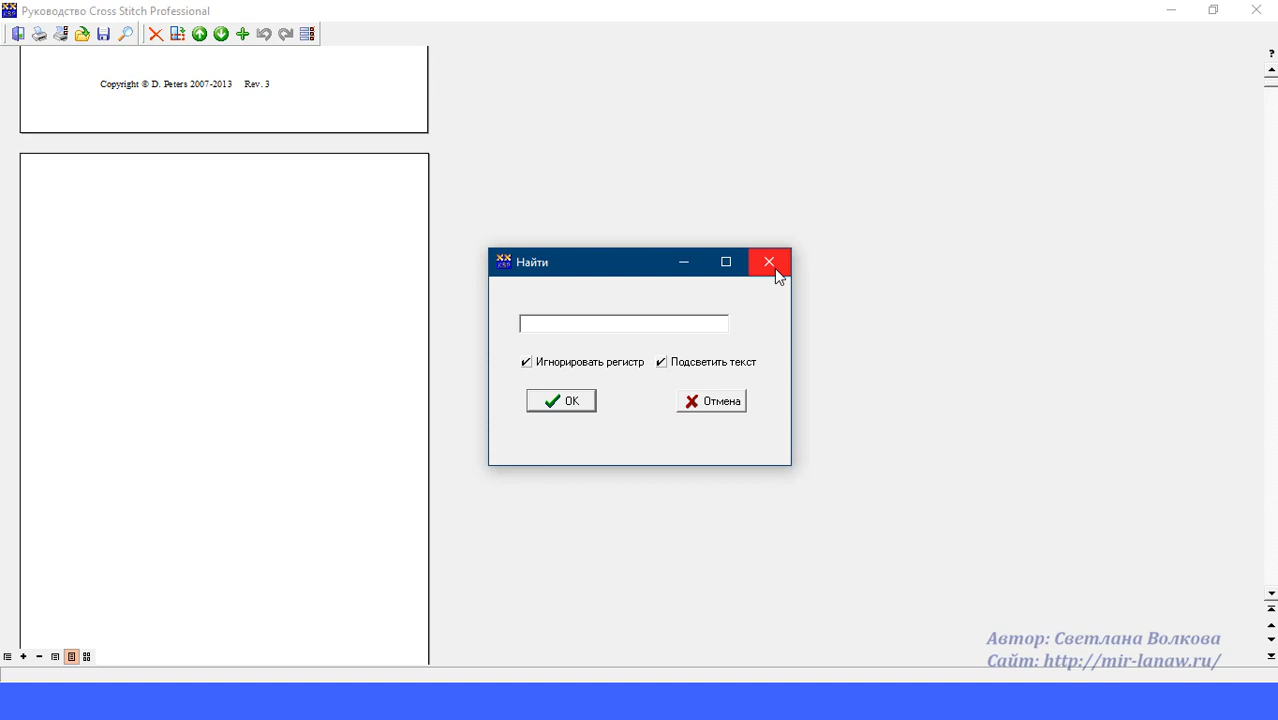 Руководство Cross Stitch Professional
Copyright © D. Peters 2007-2013 Rev. 3
Найти
Игнорировать регистр
Подсветить текст
OK
Отмена
Автор: Светлана Волкова
Сайт: http://mir-lanaw.ru/